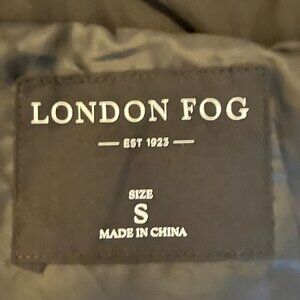 LONDON FOG
EST 1923
SIZE
S
MADE IN CHINA